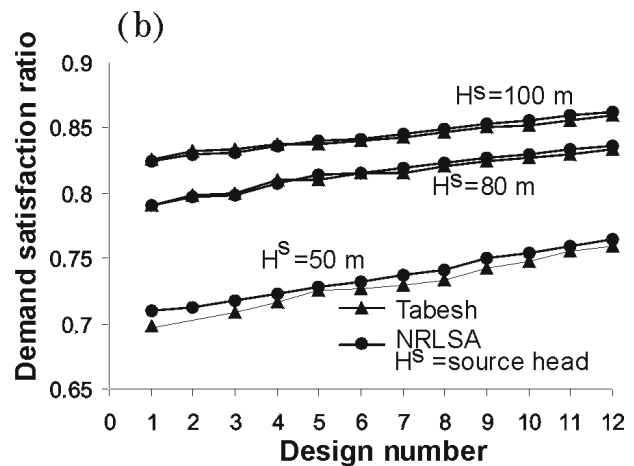 (b)
Demand satisfaction ratio
0.9
0.85
0.8
0.75
0.7
0.65
Hˢ=100 m
Hˢ=80 m
Hˢ=50 m
Tabesh
NRLSA
Hˢ=source head
0 1 2 3 4 5 6 7 8 9 10 11 12
Design number